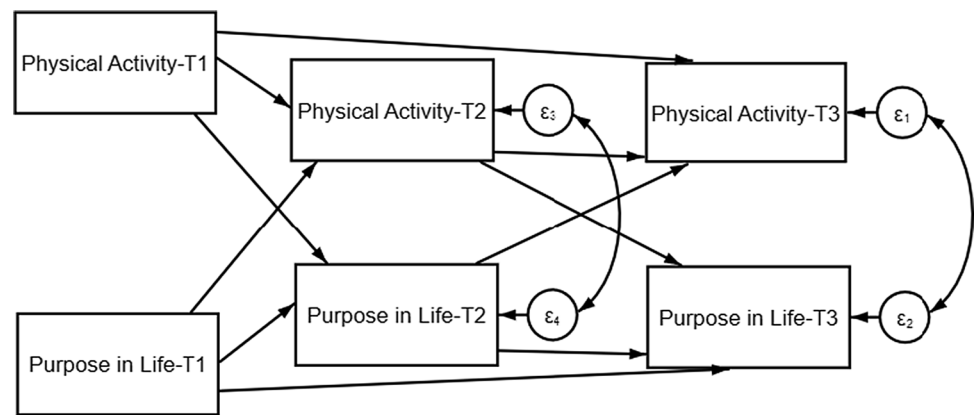 Physical Activity-T1
Physical Activity-T2
ε₃
Physical Activity-T3
ε₁
Purpose in Life-T1
Purpose in Life-T2
ε₄
Purpose in Life-T3
ε₂